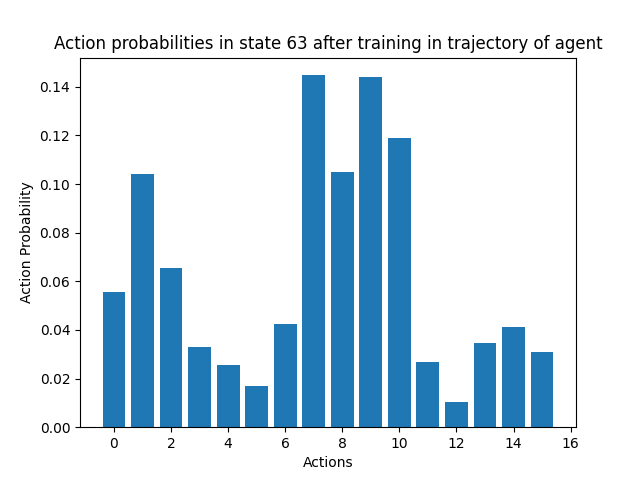 Action probabilities in state 63 after training in trajectory of agent
0.14
0.12
0.10
0.08
0.06
0.04
0.02
0.00
Action Probability
0 2 4 6 8 10 12 14 16
Actions